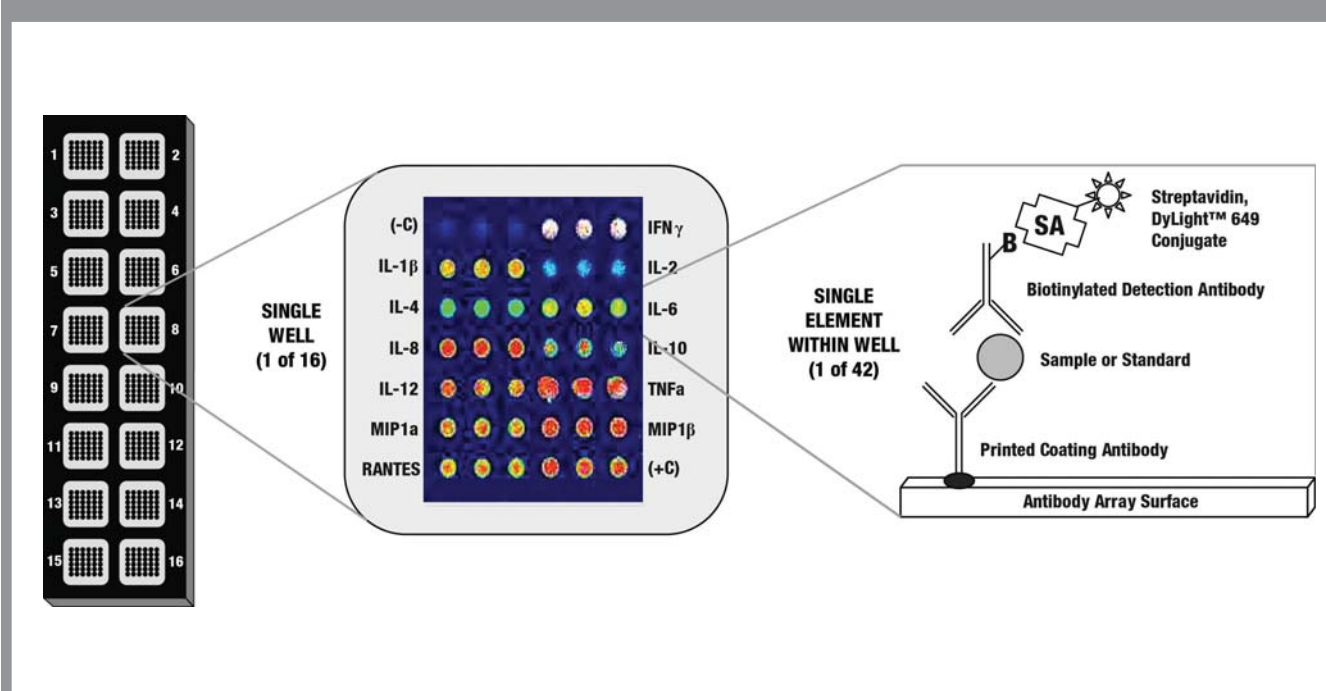 1
2
3
4
5
6
7
8
9
10
11
12
13
14
15
16
SINGLE
WELL
(1 of 16)
(-C)
IFN γ
IL-1β
IL-2
IL-4
IL-6
IL-8
IL-10
IL-12
TNFa
MIP1a
MIP1β
RANTES
(+C)
SINGLE
ELEMENT
WITHIN WELL
(1 of 42)
SA
B
Streptavidin,
DyLight™ 649
Conjugate
Biotinylated Detection Antibody
Sample or Standard
Printed Coating Antibody
Antibody Array Surface